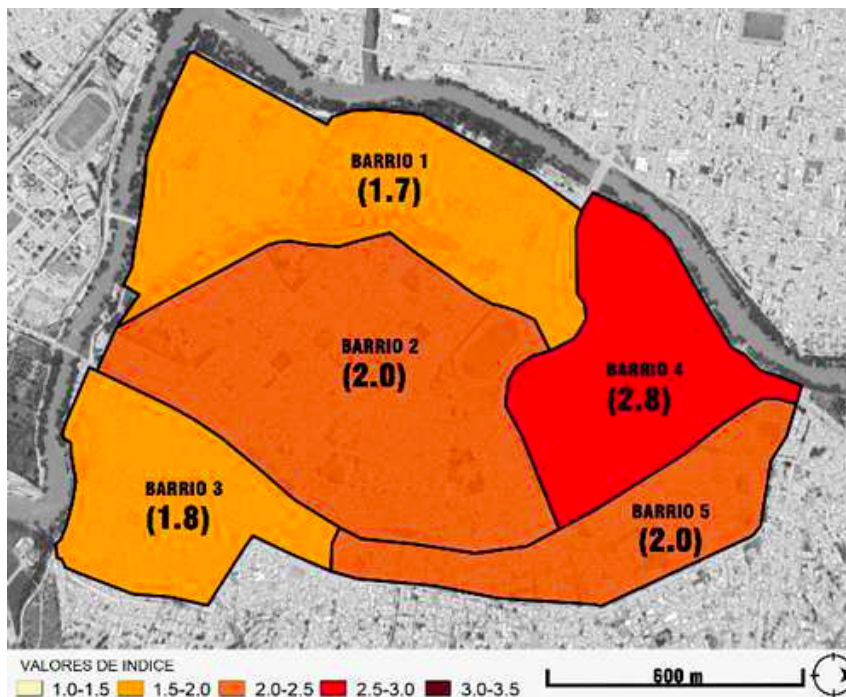 BARRIO 1
(1.7)
BARRIO 2
(2.0)
BARRIO 4
(2.8)
BARRIO 3
(1.8)
BARRIO 5
(2.0)
VALORES DE INDICE
1.0-1.5 1.5-2.0 2.0-2.5 2.5-3.0 3.0-3.5
600 m